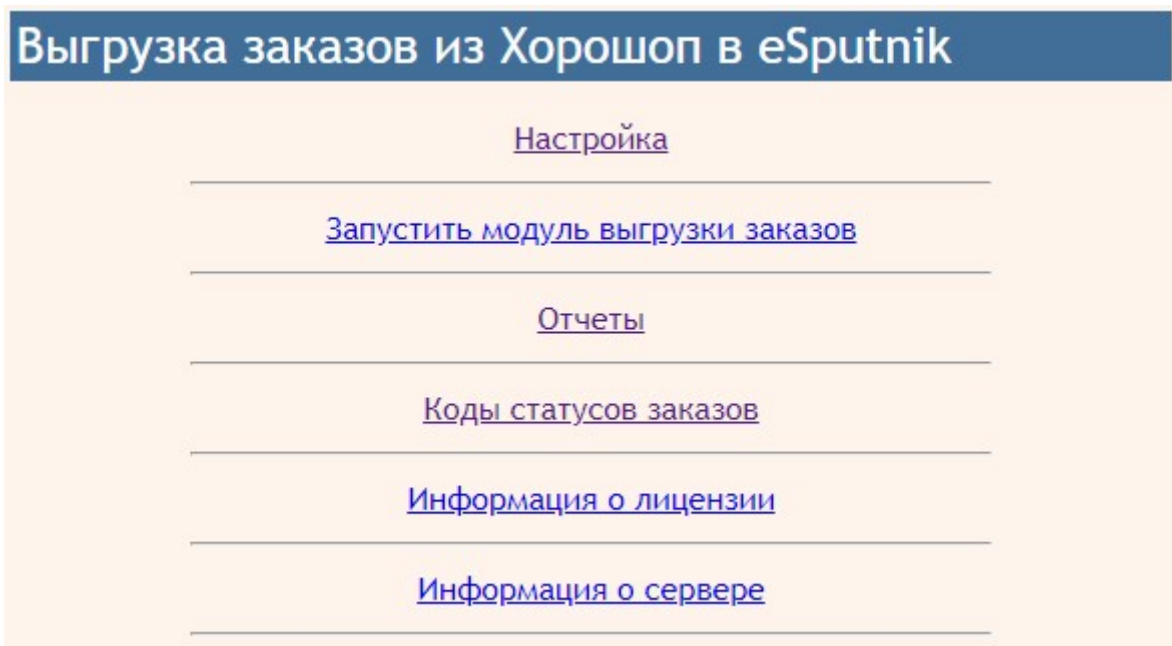 Выгрузка заказов из Хорошоп в eSputnik
Настройка
Запустить модуль выгрузки заказов
Отчеты
Коды статусов заказов
Информация о лицензии
Информация о сервере